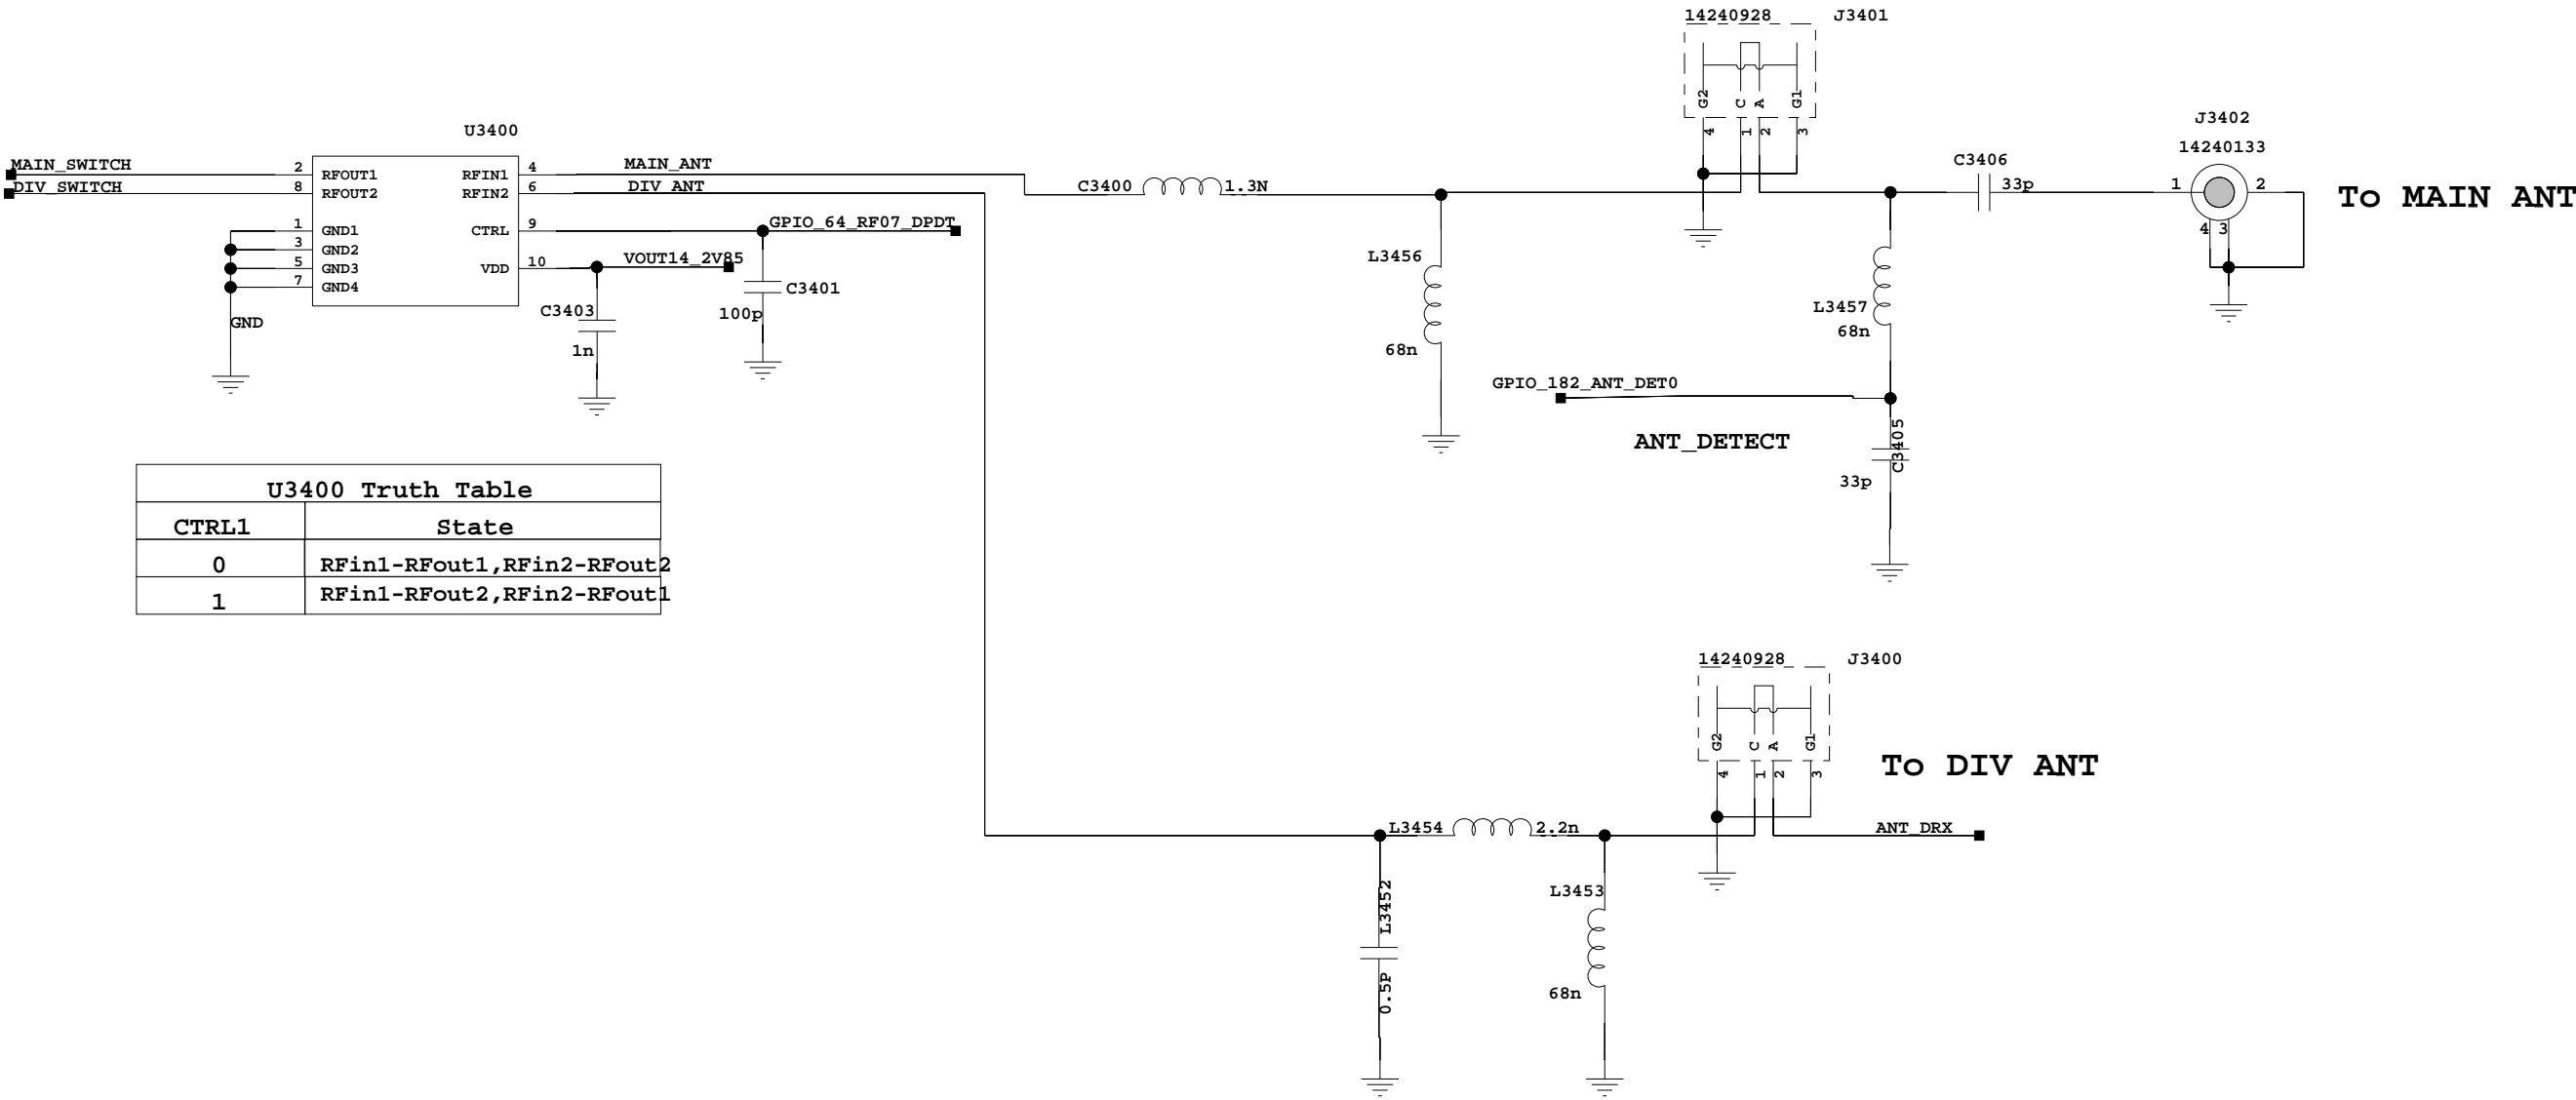 14240928 J3401
U3400
J3402
14240133
MAIN_SWITCH 2 RFOUT1 RFIN1 4 MAIN_ANT
DIV_SWITCH 8 RFOUT2 RFIN2 6 DIV_ANT
1 GND1 CTRL 9 GPIO_64_RF07_DPDT
3 GND2
5 GND3 VDD 10 VOUT14_2V85
7 GND4
GND
C3403
1n
C3401
100p
C3400 1.3N
G2 C A G1
4 1 2 3
C3406
33p
1 2
4 3
To MAIN ANT
L3456
68n
L3457
68n
GPIO_182_ANT_DET0
ANT_DETECT
C3405
33p
U3400 Truth Table
CTRL1 State
0 RFin1-RFout1,RFin2-RFout2
1 RFin1-RFout2,RFin2-RFout1
14240928 J3400
G2 C A G1
4 1 2 3
To DIV ANT
L3454 2.2n
ANT_DRX
L3452
0.5P
L3453
68n